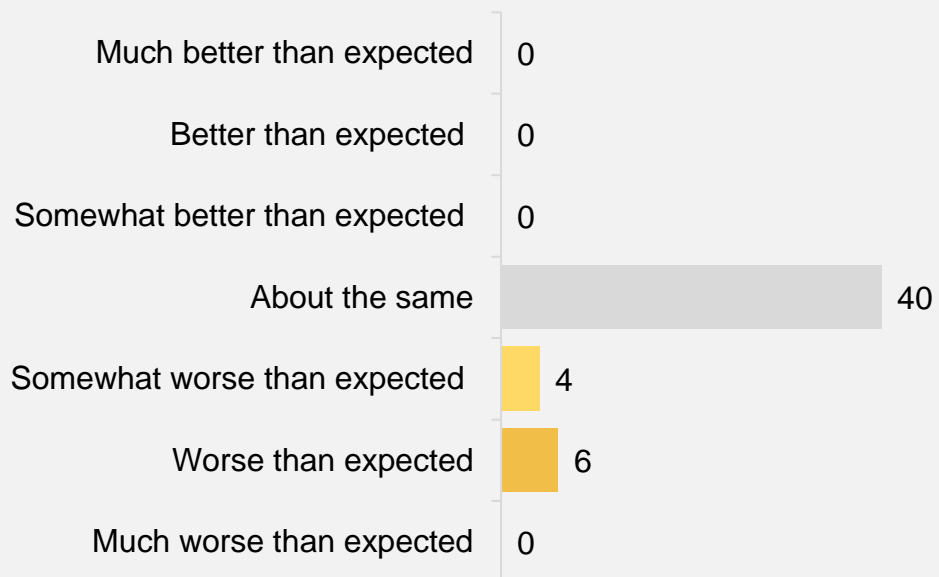 Much better than expected 0
Better than expected 0
Somewhat better than expected 0
About the same 40
Somewhat worse than expected 4
Worse than expected 6
Much worse than expected 0